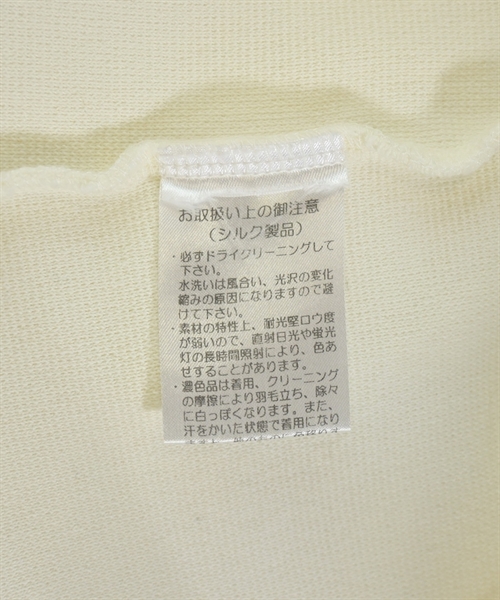 お取扱い上の御注意
（シルク製品）
・必ずドライクリーニングして
下さい。
水洗いは風合い、光沢の変化
縮みの原因になりますので避
けて下さい。
・素材の特性上、耐光堅ロウ度
が弱いので、直射日光や蛍光
灯の長時間照射により、色あ
せすることがあります。
・濃色品は着用、クリーニング
の摩擦により羽毛立ち、除々
に白っぽくなります。また、
汗をかいた状態で着用になり